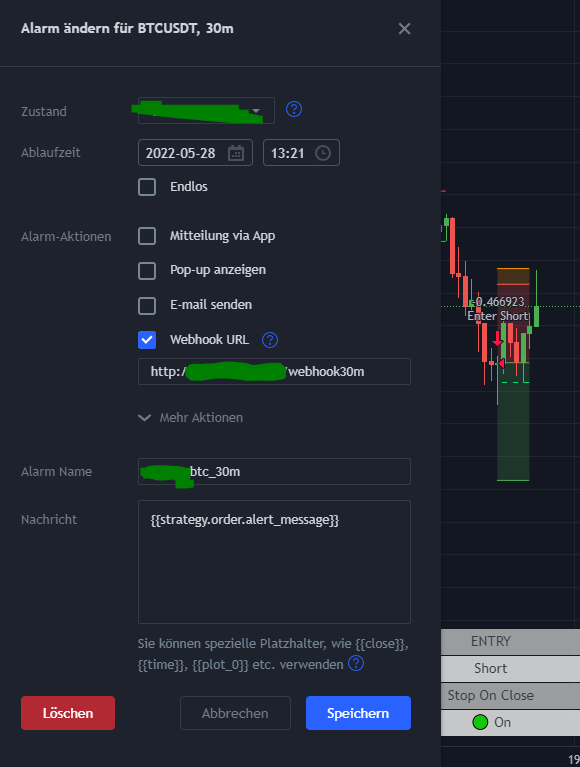 Alarm ändern für BTCUSDT, 30m
Zustand
Ablaufzeit
2022-05-28
13:21
Endlos
Alarm-Aktionen
Mitteilung via App
Pop-up anzeigen
E-mail senden
Webhook URL
http:/ /webhook30m
Mehr Aktionen
Alarm Name
btc_30m
Nachricht
{{strategy.order.alert_message}}
Sie können spezielle Platzhalter, wie {{close}},
{{time}}, {{plot_0}} etc. verwenden
Löschen
Abbrechen
Speichern
0.466923
Enter Short
ENTRY
Short
Stop On Close
On
19